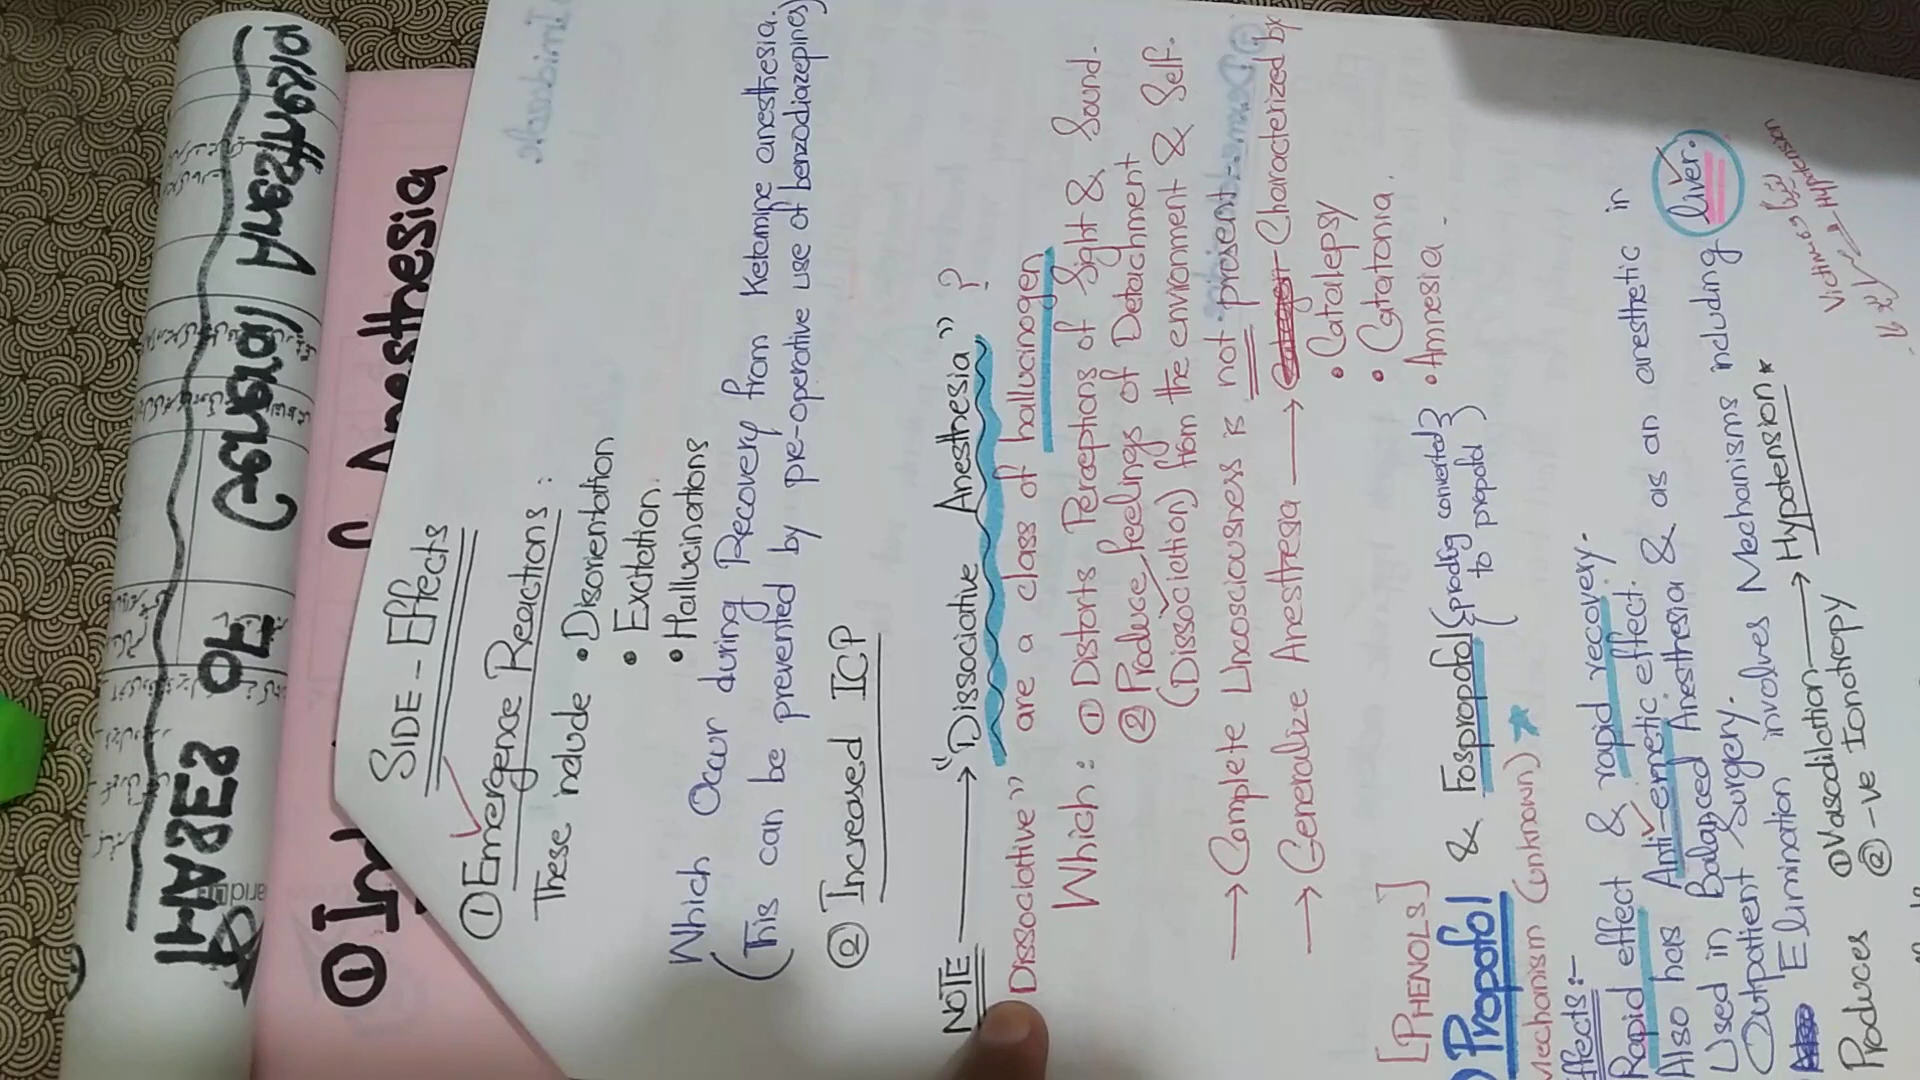 PHASES OF General Anaesthesia
Anesthesia
SIDE-Effects
① Emergence Reactions:
These include • Disorientation
• Excitation.
• Hallucinations
Which Occur during Recovery from Ketamine anesthesia.
(This can be prevented by pre-operative use of benzodiazepines)
② Increased ICP
NOTE → "Dissociative Anesthesia"?
Dissociative" are a class of hallucinogen
Which: ① Distorts Perceptions of Sight & Sound.
② Produce feelings of Detachment
(Dissociation) from the environment & Self.
→ Complete Uncosciousness is not present.
→ Generalize Anesthesia → Characterized by
• Catalepsy
• Catatonia.
• Amnesia.
[PHENOLS]
Propofol & Fospropofol {prodrug converted}
{to propofol}
Mechanism (unknown) *
Effects:-
Rapid effect & rapid recovery.
Also has Anti-emetic effect.
Used in Balanced Anesthesia & as an anesthetic in
Outpatient Surgery.
Elimination involves Mechanisms including liver.
Produces ① Vasodilation → Hypotension*
② -ve Ionotropy
Hypotension